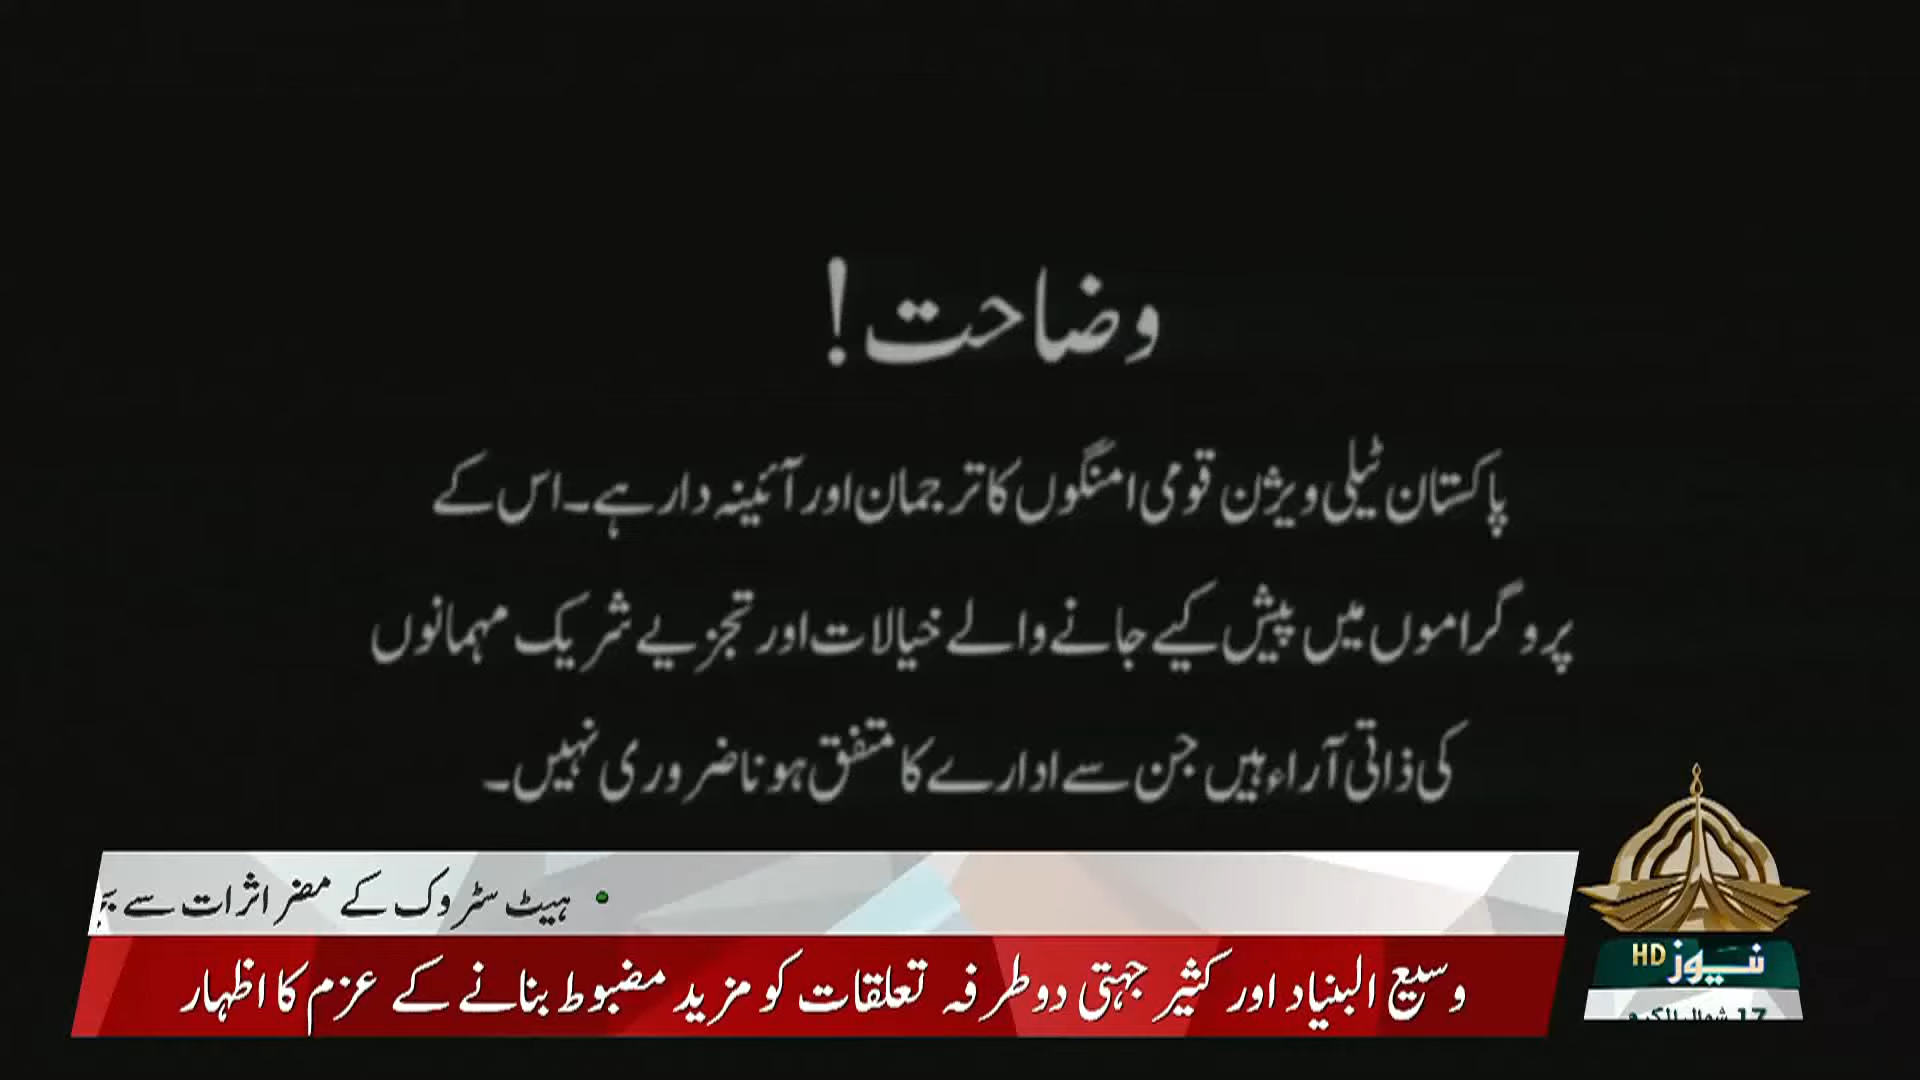 وضاحت!
پاکستان ٹیلی ویژن قومی امنگوں کا ترجمان اور آئینہ دار ہے۔ اس کے
پروگراموں میں پیش کیے جانے والے خیالات اور تجزیے شریک مہمانوں
کی ذاتی آراء ہیں جن سے ادارے کا متفق ہونا ضروری نہیں۔
• ہیٹ سٹروک کے مضر اثرات سے
وسیع البنیاد اور کثیر جہتی دوطرفہ تعلقات کو مزید مضبوط بنانے کے عزم کا اظہار
نیوز HD
17 شوال المکرم